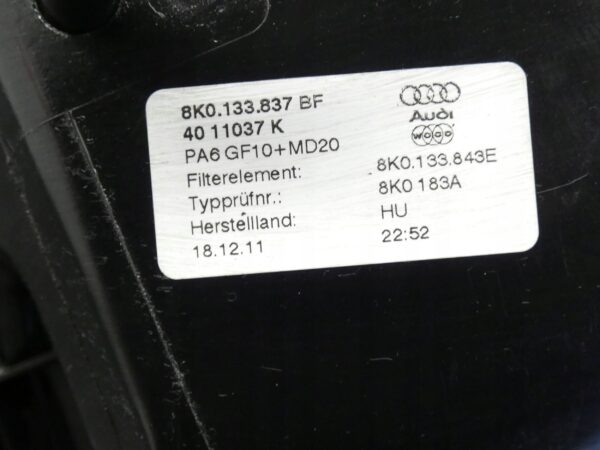 8K0.133.837 BF
40 11037 K
PA6 GF10+MD20
Audi
WOCO
Filterelement: 8K0.133.843E
Typprüfnr.: 8K0 183A
Herstellland: HU
18.12.11 22:52